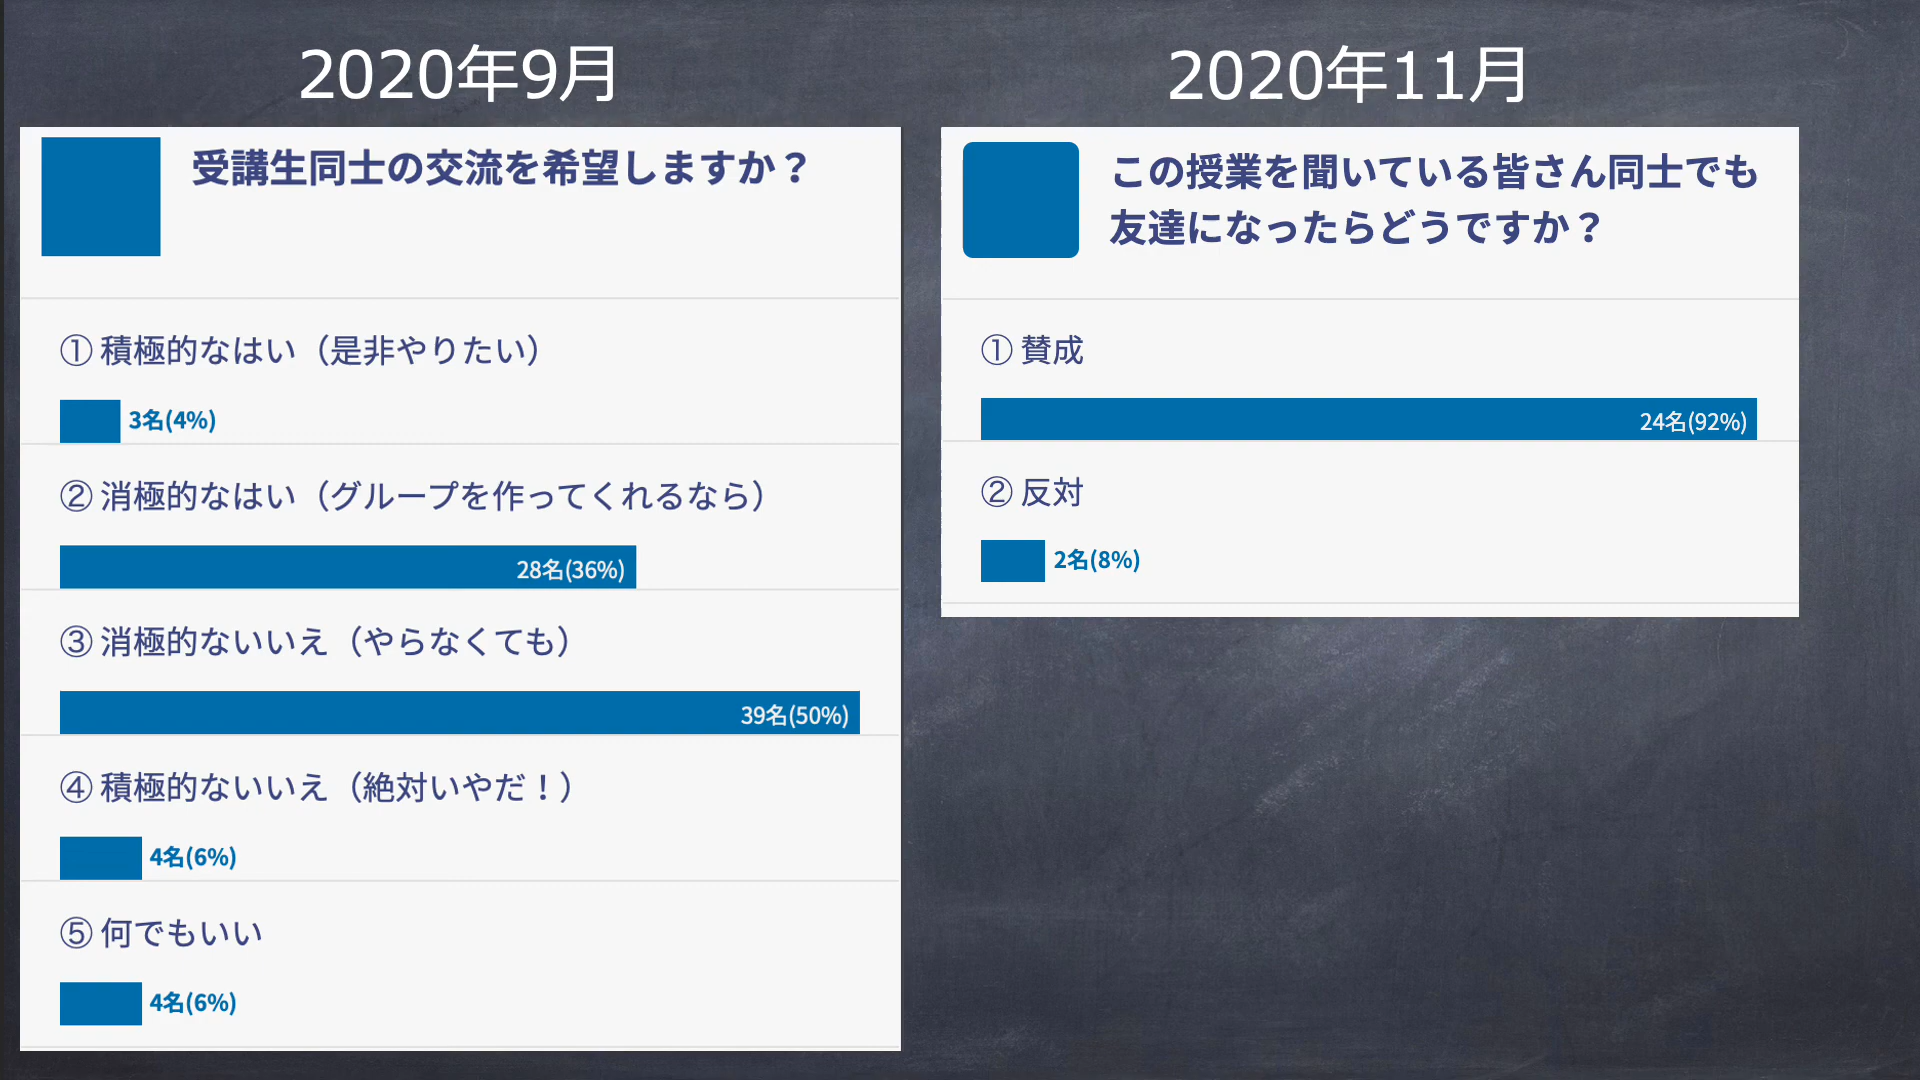 2020年9月
受講生同士の交流を希望しますか？
① 積極的なはい（是非やりたい）
3名(4%)
② 消極的なはい（グループを作ってくれるなら）
28名(36%)
③ 消極的ないいえ（やらなくても）
39名(50%)
④ 積極的ないいえ（絶対いやだ！）
4名(6%)
⑤ 何でもいい
4名(6%)
2020年11月
この授業を聞いている皆さん同士でも
友達になったらどうですか？
① 賛成
24名(92%)
② 反対
2名(8%)